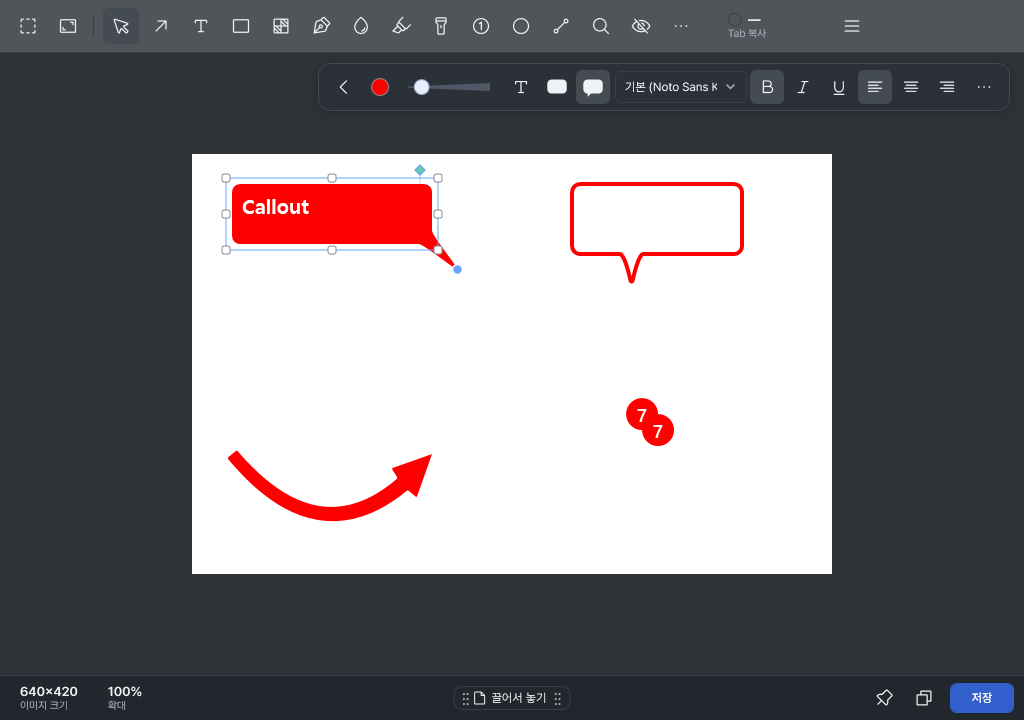 1
Tab 복사
T
기본 (Noto Sans K
B
I
U
Callout
7
7
640×420
이미지 크기
100%
확대
끌어서 놓기
저장